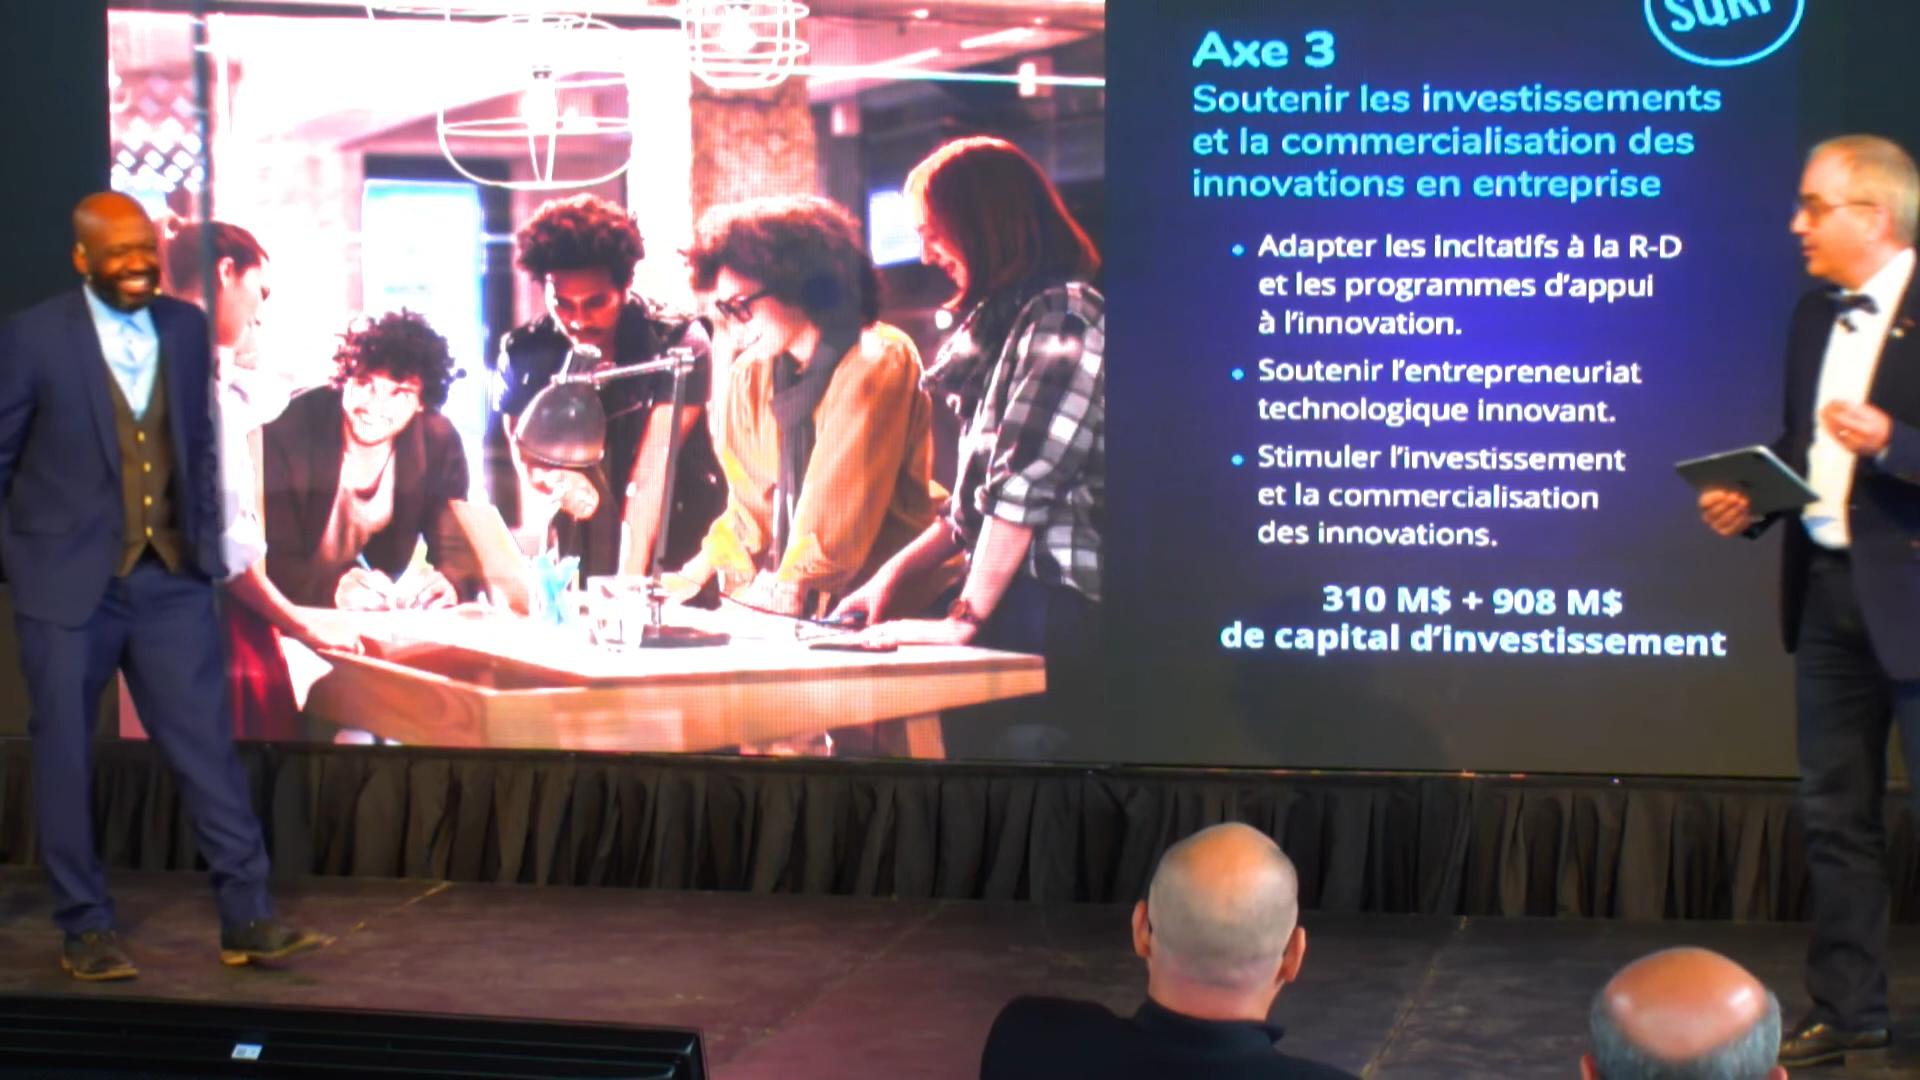 SQRI
Axe 3
Soutenir les investissements
et la commercialisation des
innovations en entreprise
• Adapter les incitatifs à la R-D
et les programmes d’appui
à l’innovation.
• Soutenir l’entrepreneuriat
technologique innovant.
• Stimuler l’investissement
et la commercialisation
des innovations.
310 M$ + 908 M$
de capital d’investissement